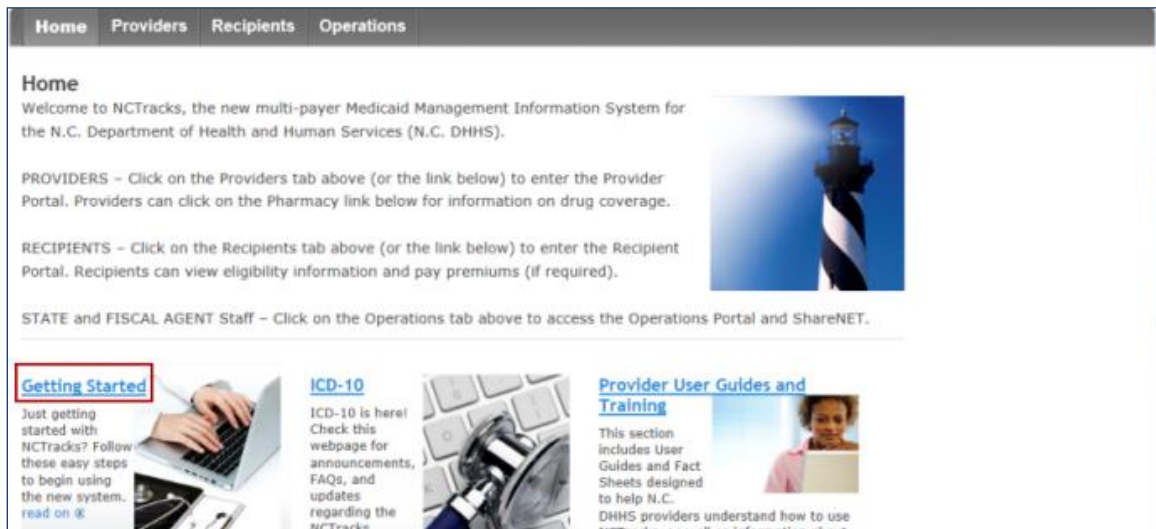 Home Providers Recipients Operations
Home
Welcome to NCTracks, the new multi-payer Medicaid Management Information System for
the N.C. Department of Health and Human Services (N.C. DHHS).
PROVIDERS – Click on the Providers tab above (or the link below) to enter the Provider
Portal. Providers can click on the Pharmacy link below for information on drug coverage.
RECIPIENTS – Click on the Recipients tab above (or the link below) to enter the Recipient
Portal. Recipients can view eligibility information and pay premiums (if required).
STATE and FISCAL AGENT Staff – Click on the Operations tab above to access the Operations Portal and ShareNET.
Getting Started
Just getting
started with
NCTracks? Follow
these easy steps
to begin using
the new system.
read on
ICD-10
ICD-10 is here!
Check this
webpage for
announcements,
FAQs, and
updates
regarding the
NCTracks
Provider User Guides and
Training
This section
includes User
Guides and Fact
Sheets designed
to help N.C.
DHHS providers understand how to use